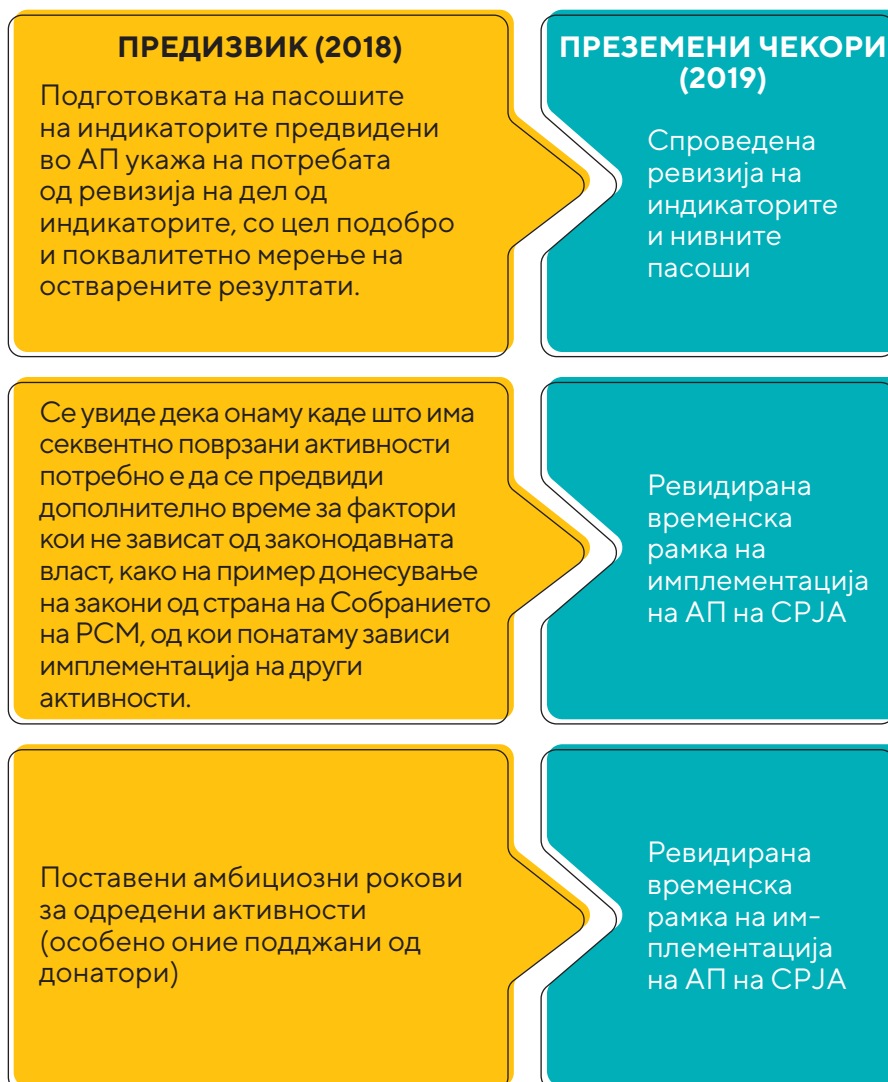 ПРЕДИЗВИК (2018)
Подготовката на пасошите
на индикаторите предвидени
во АП укажа на потребата
од ревизија на дел од
индикаторите, со цел подобро
и поквалитетно мерење на
остварените резултати.
ПРЕЗЕМЕНИ ЧЕКОРИ
(2019)
Спроведена
ревизија на
индикаторите
и нивните
пасоши
Се увиде дека онаму каде што има
секвентно поврзани активности
потребно е да се предвиди
дополнително време за фактори
кои не зависат од законодавната
власт, како на пример донесување
на закони од страна на Собранието
на РСМ, од кои понатаму зависи
имплементација на други
активности.
Ревидирана
временска
рамка на
имплементација
на АП на СРЈА
Поставени амбициозни рокови
за одредени активности
(особено оние подджани од
донатори)
Ревидирана
временска
рамка на им-
плементација
на АП на СРЈА